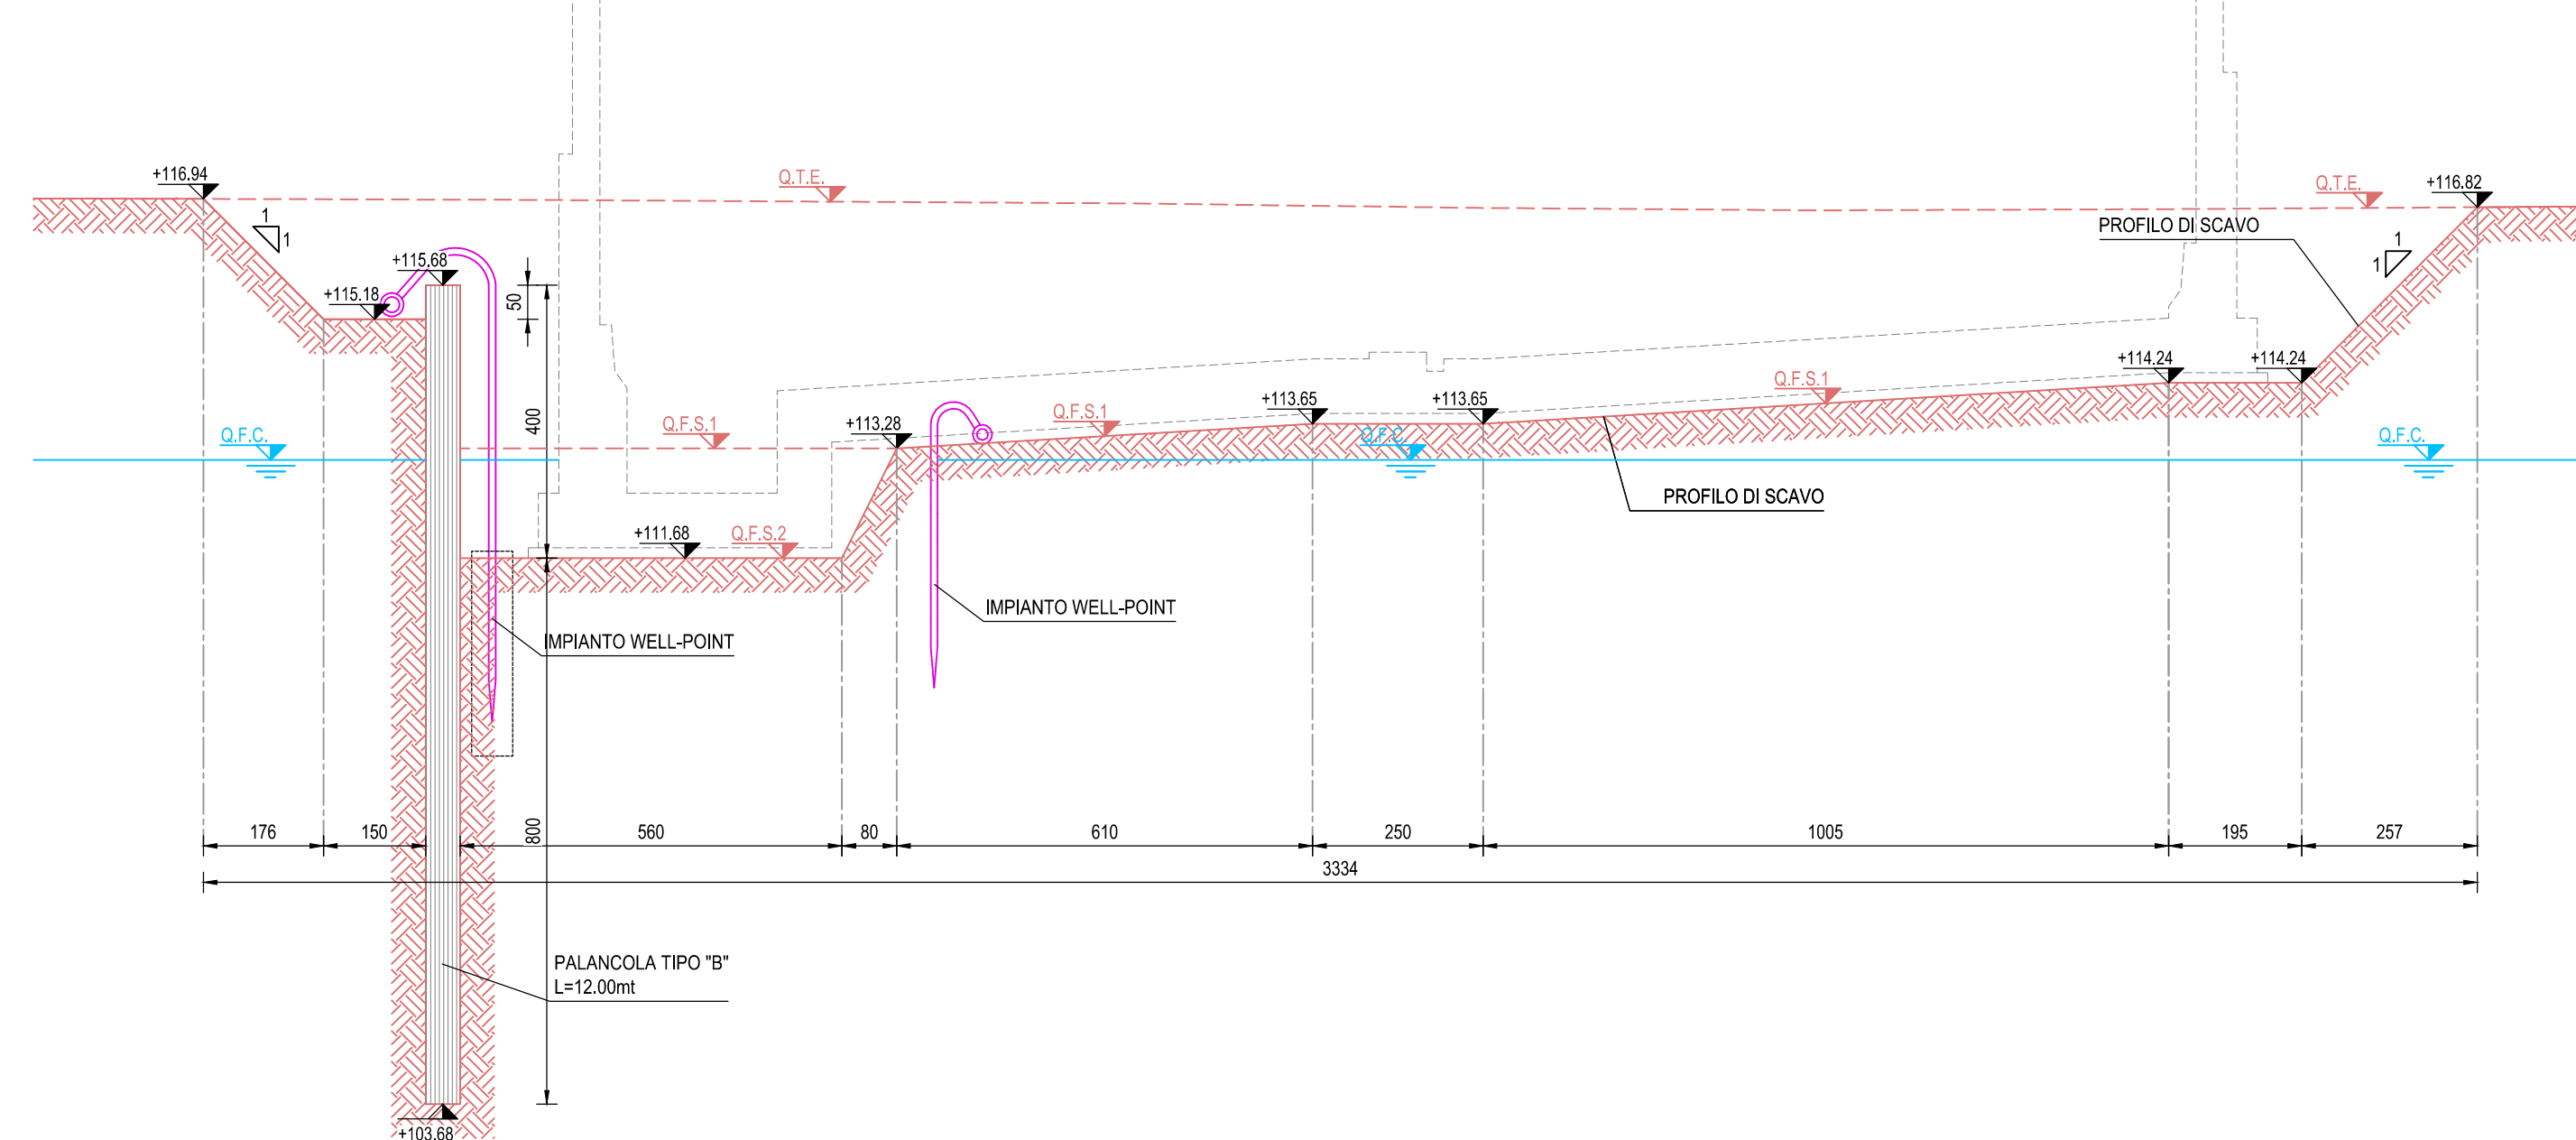 Q.T.E.
Q.T.E.
+116.94
+116.82
1
1
PROFILO DI SCAVO
1
1
+115.68
+115.18
50
400
+114.24
+114.24
Q.F.S.1
+113.65
+113.65
Q.F.S.1
Q.F.S.1
+113.28
Q.F.C.
Q.F.C.
Q.F.C.
PROFILO DI SCAVO
+111.68
Q.F.S.2
IMPIANTO WELL-POINT
IMPIANTO WELL-POINT
176
150
800
560
80
610
250
1005
195
257
3334
PALANCOLA TIPO "B"
L=12.00mt
+103.68